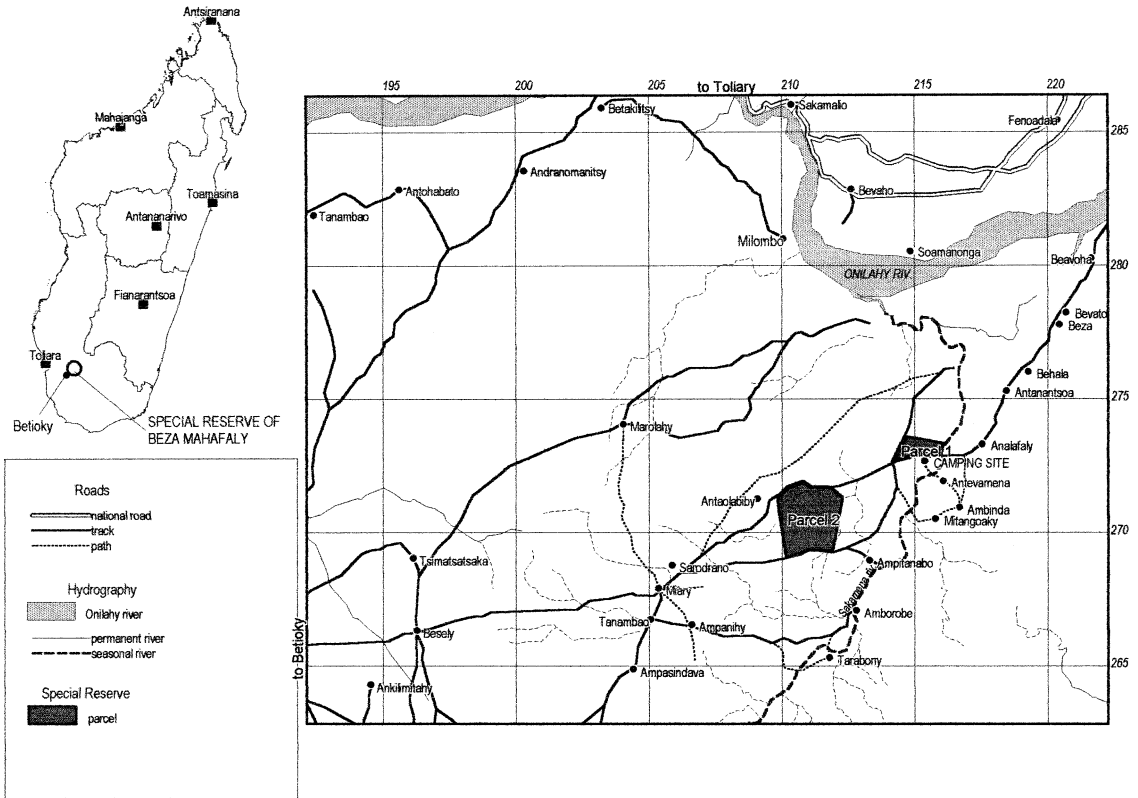 Antsiranana
Mahajanga
Toamasina
Antananarivo
Fianarantsoa
Toliara
Betioky
SPECIAL RESERVE OF
BEZA MAHAFALY
Roads
national road
track
path
Hydrography
Onilahy river
permanent river
seasonal river
Special Reserve
parcel
195
200
205
to Toliary
210
215
220
Betakilitsy
Sakamalio
Fenoadala
285
Andranomanitsy
Antohabato
Bevaho
Tanambao
Milombo
Soamanonga
Beavoha
280
ONILAHY RIV
Bevato
Beza
Behala
Antanantsoa
275
Marolahy
Analafaly
Parcel 1
CAMPING SITE
Antevamena
Antaolabiby
Ambinda
Parcel 2
Mitangoaky
270
Tsimatsatsaka
Sarodrano
Ampitanabo
Miary
Sakamena riv
Amborobe
Tanambao
Ampanihy
Besely
to Betioky
Tarabony
265
Ampasindava
Ankilimitahy